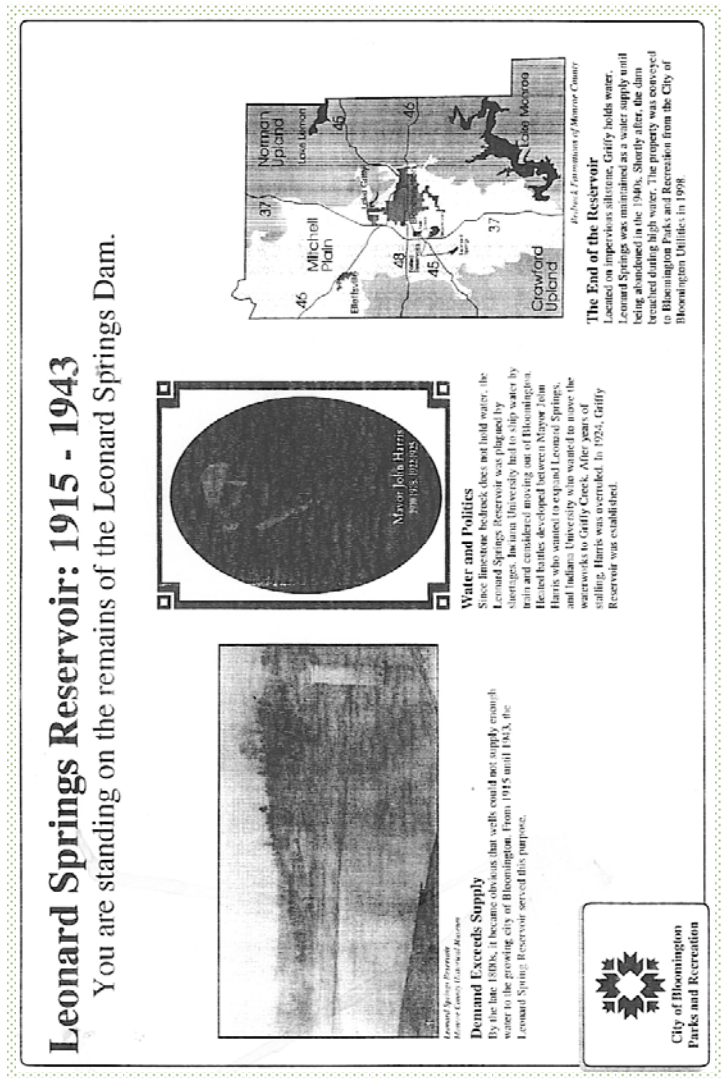 Leonard Springs Reservoir: 1915 - 1943
You are standing on the remains of the Leonard Springs Dam.
Leonard Springs Reservoir
Monroe County Historical Museum
Demand Exceeds Supply
By the late 1800s, it became obvious that wells could not supply enough
water to the growing city of Bloomington. From 1915 until 1943, the
Leonard Spring Reservoir served this purpose.
City of Bloomington
Parks and Recreation
Mayor John Harris
Water and Politics
Since limestone bedrock does not hold water, the
Leonard Springs Reservoir was plagued by
shortages. Indiana University had to ship water by
train and considered moving out of Bloomington.
Heated battles developed between Mayor John
Harris who wanted to expand Leonard Springs,
and Indiana University who wanted to move the
waterworks to Griffy Creek. After years of
stalling, Harris was overruled. In 1924, Griffy
Reservoir was established.
Norman
Upland
Lake Lemon
45
46
37
Mitchell
Plain
Lake Griffy
46
Ellettsville
48
45
37
Lake Monroe
Crawford
Upland
Bedrock Formations of Monroe County
The End of the Reservoir
Located on impervious siltstone, Griffy holds water.
Leonard Springs was maintained as a water supply until
being abandoned in the 1940s. Shortly after, the dam
breached during high water. The property was conveyed
to Bloomington Parks and Recreation from the City of
Bloomington Utilities in 1998.